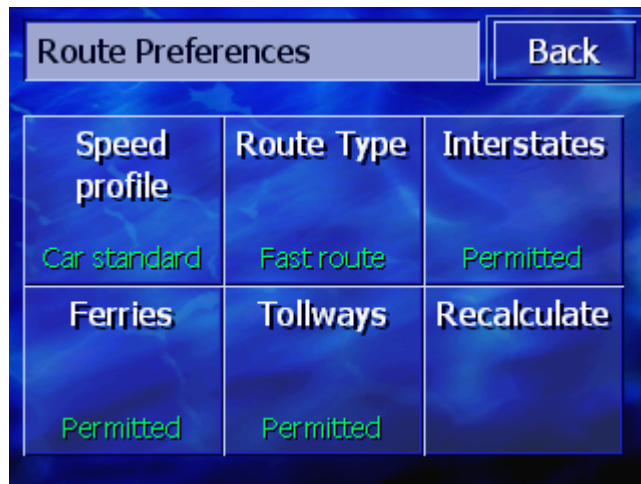 Route Preferences
Back
Speed
profile
Car standard
Route Type
Fast route
Interstates
Permitted
Ferries
Permitted
Tollways
Permitted
Recalculate